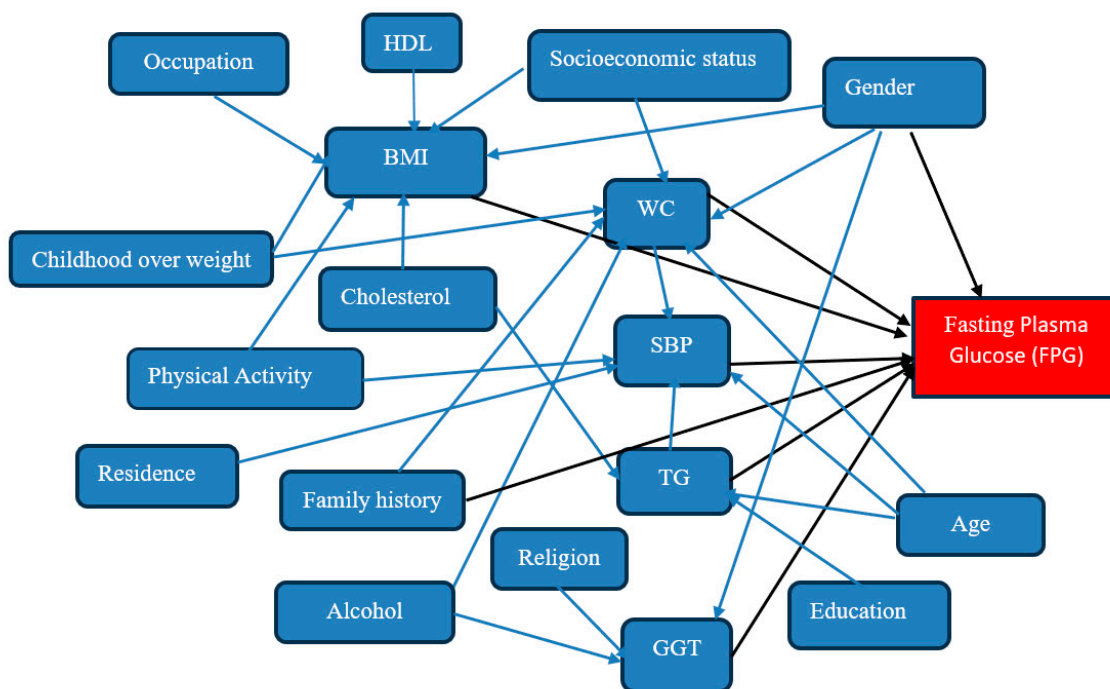 HDL
Occupation
Socioeconomic status
Gender
BMI
WC
Childhood over weight
Cholesterol
Fasting Plasma
Glucose (FPG)
SBP
Physical Activity
Residence
TG
Family history
Age
Religion
Alcohol
Education
GGT